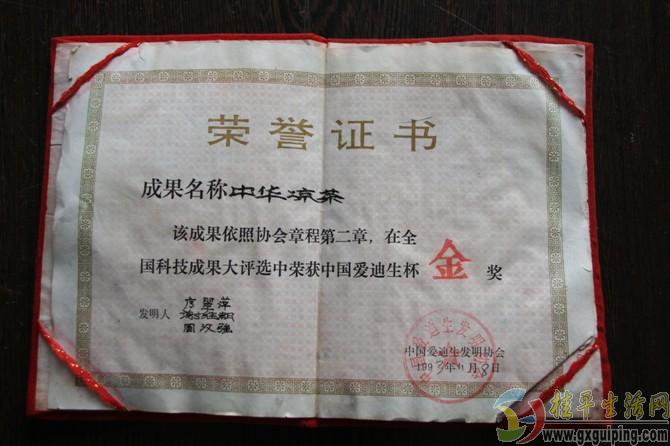 荣誉证书
成果名称 中华凉茶
该成果依照协会章程第二章,在全
国科技成果大评选中荣获中国爱迪生杯 金 奖
发明人
周汉强
中国爱迪生发明协会
桂平生活网
www.gxguiping.com